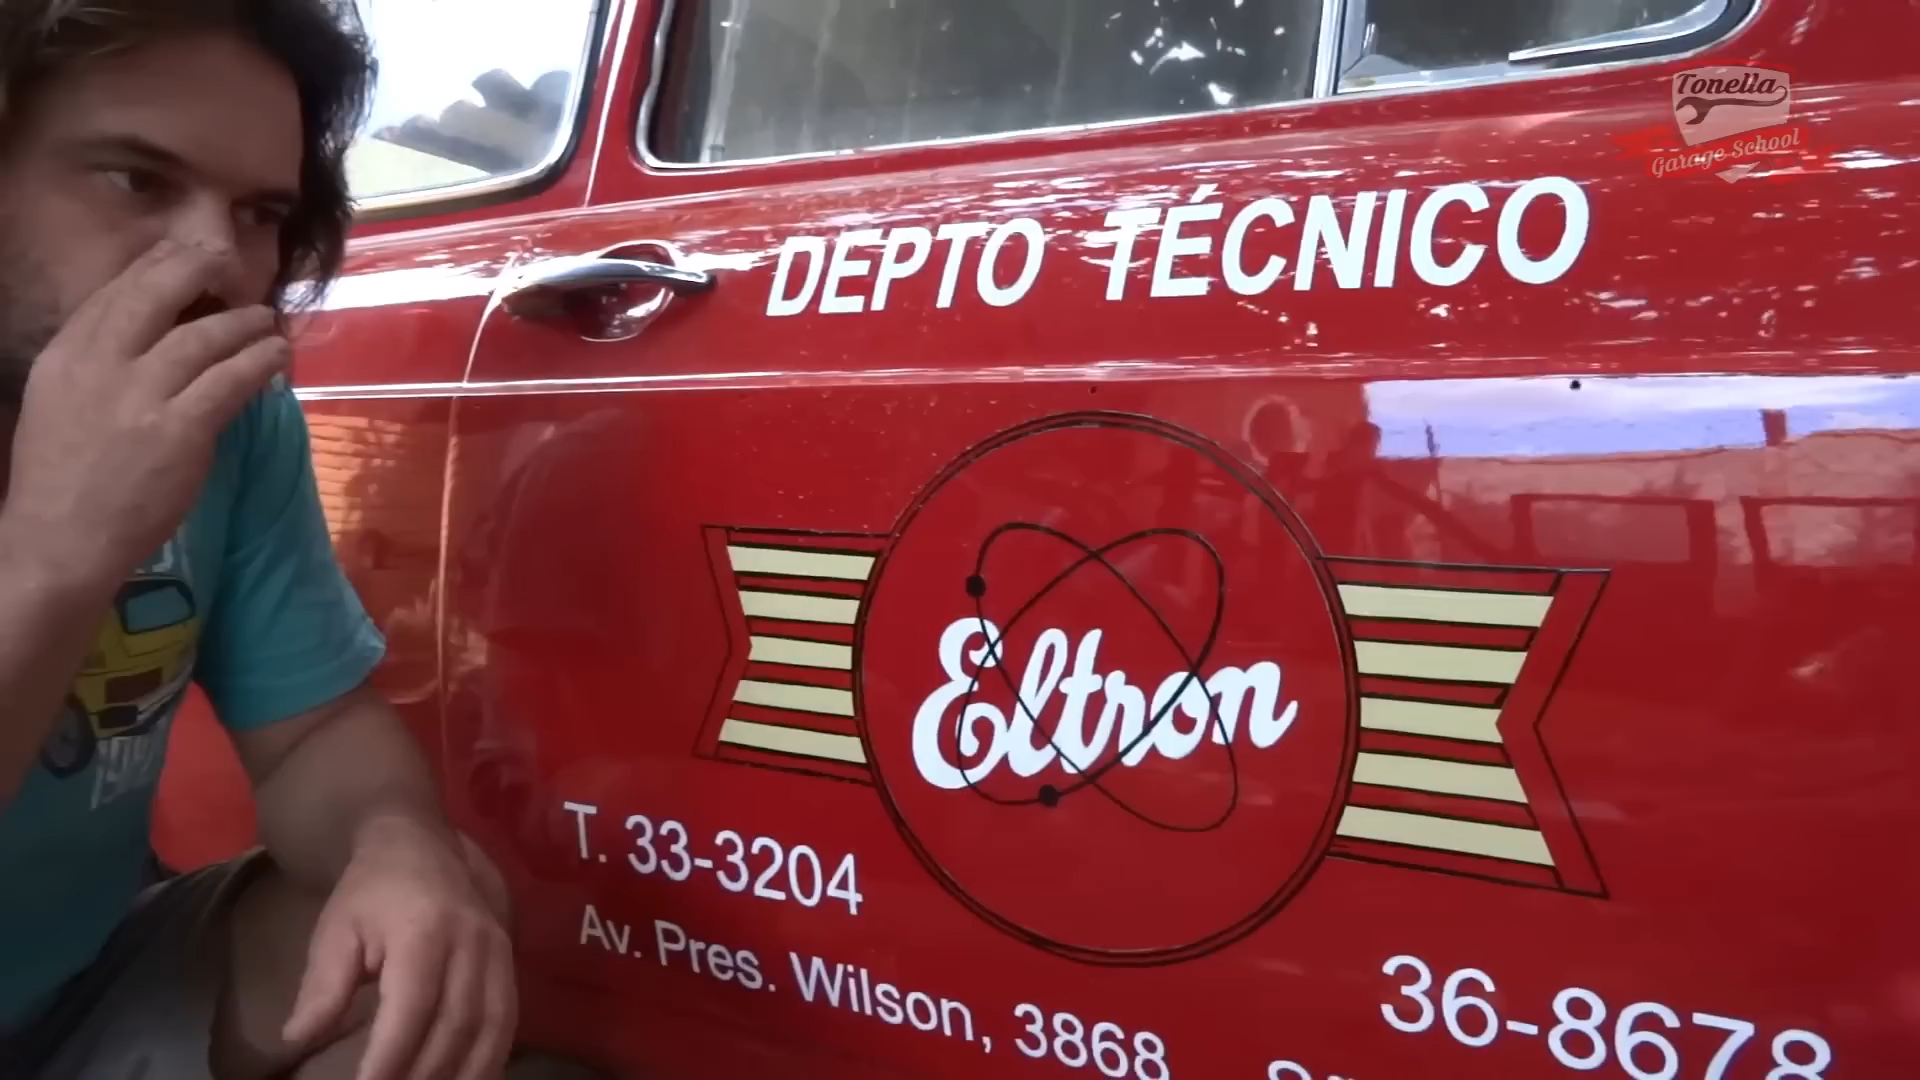 Tonella
Garage School
DEPTO TÉCNICO
Eltron
T. 33-3204
Av. Pres. Wilson, 3868
36-8678